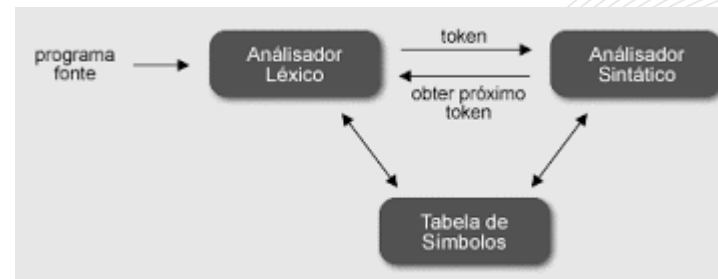 programa
fonte
Análisador
Léxico
token
obter próximo
token
Análisador
Sintático
Tabela de
Símbolos